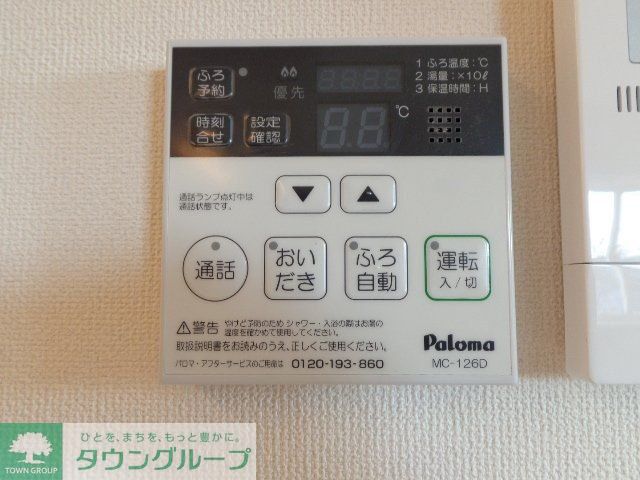 ふろ
予約
優先
1 ふろ温度:℃
2 湯量:×10ℓ
3 保温時間:H
時刻
合せ
設定
確認
88:88
88
℃
通話ランプ点灯中は
通話状態です。
▼
▲
通話
おい
だき
ふろ
自動
運転
入/切
⚠警告 やけど予防のため シャワー・入浴の際はお湯の
温度を確かめて使用してください。
取扱説明書をお読みのうえ、正しくご使用ください。
パロマ・アフターサービスのご用命は 0120-193-860
Paloma
MC-126D
ひとを、まちを、もっと豊かに。
タウングループ
TOWN GROUP